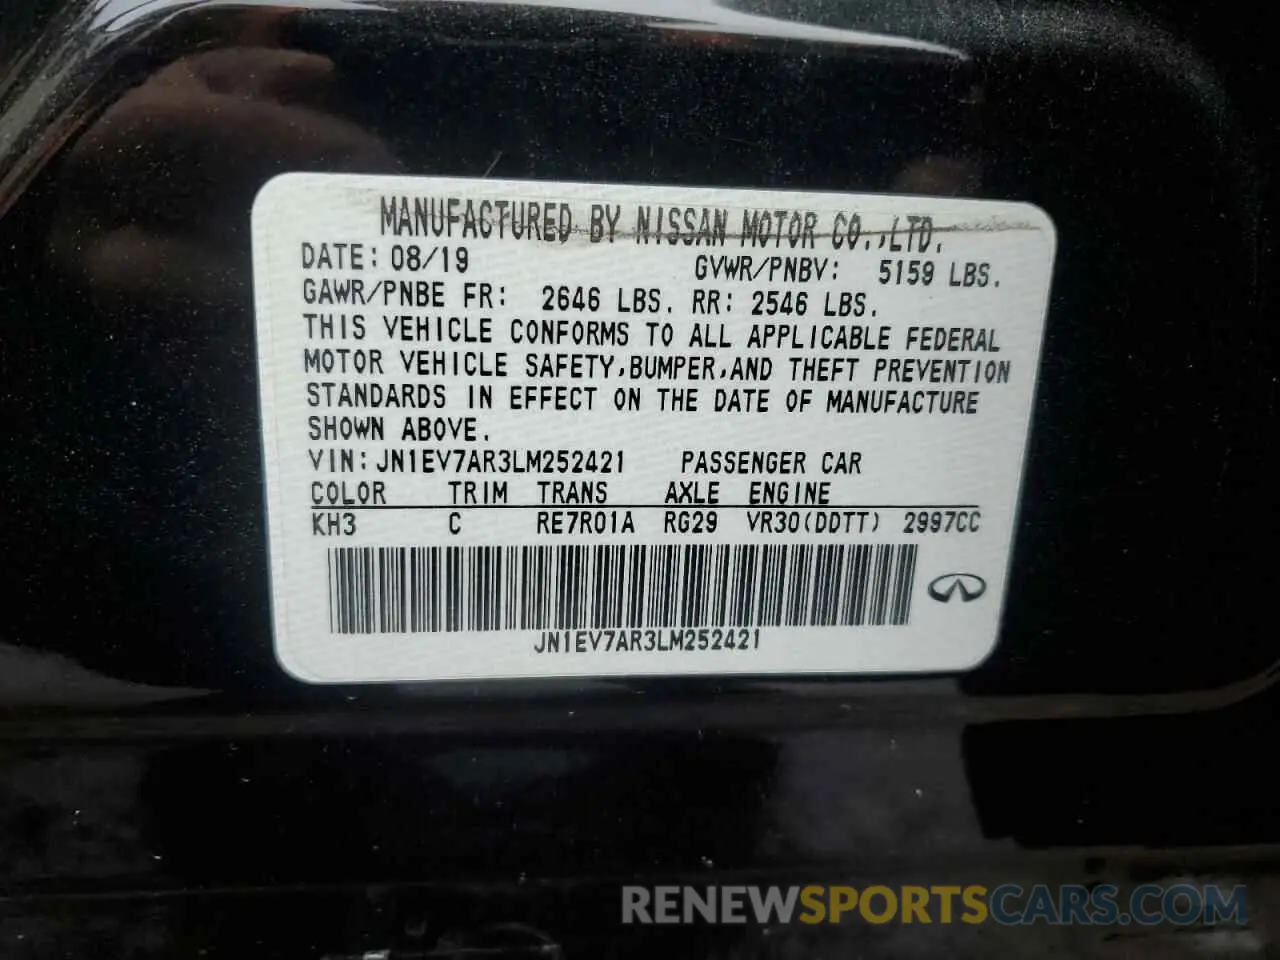 MANUFACTURED BY NISSAN MOTOR CO.,LTD.
DATE: 08/19 GVWR/PNBV: 5159 LBS.
GAWR/PNBE FR: 2646 LBS. RR: 2546 LBS.
THIS VEHICLE CONFORMS TO ALL APPLICABLE FEDERAL
MOTOR VEHICLE SAFETY,BUMPER,AND THEFT PREVENTION
STANDARDS IN EFFECT ON THE DATE OF MANUFACTURE
SHOWN ABOVE.
VIN: JN1EV7AR3LM252421 PASSENGER CAR
COLOR TRIM TRANS AXLE ENGINE
KH3 C RE7R01A RG29 VR30(DDTT) 2997CC
JN1EV7AR3LM252421
RENEWSPORTSCARS.COM